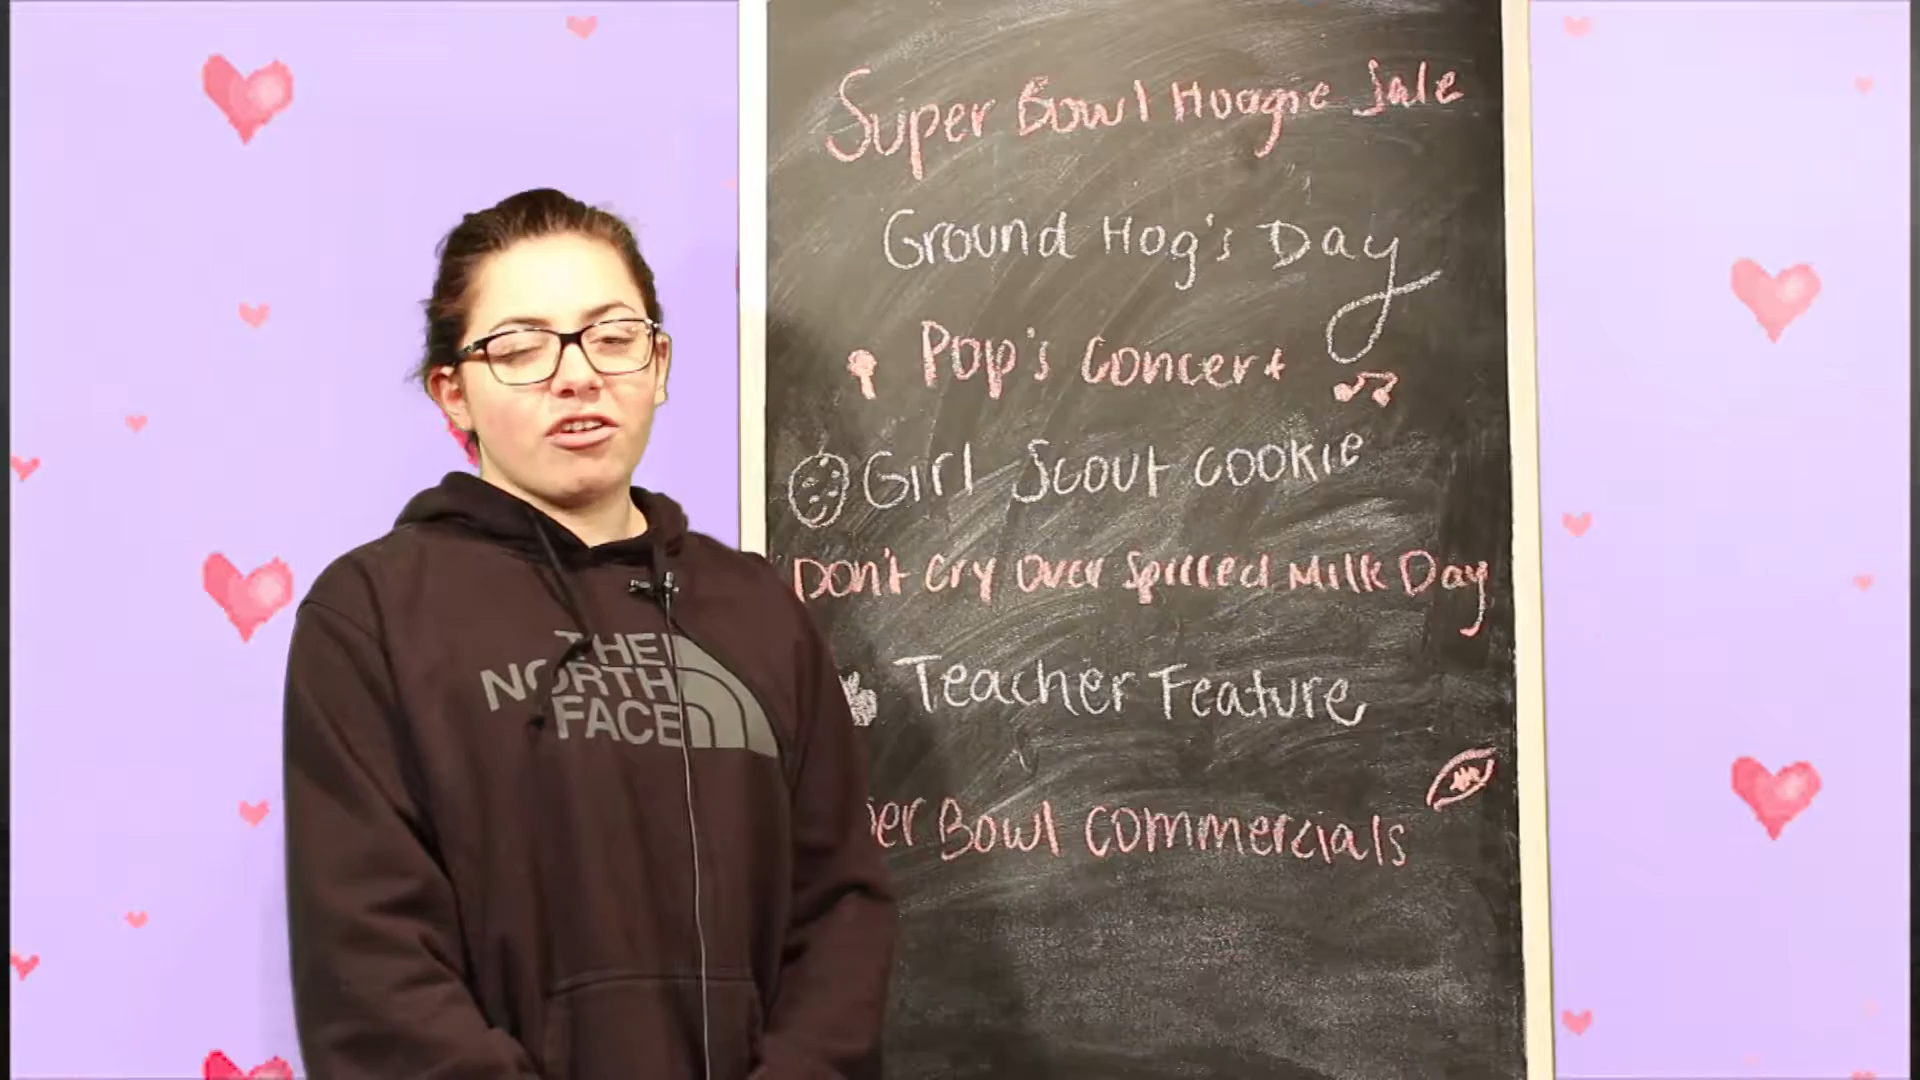 Super Bowl Hoagie Sale
Ground Hog's Day
Pop's Concert
Girl Scout Cookie
Don't Cry Over Spilled Milk Day
Teacher Feature
er Bowl Commercials
THE
NORTH
FACE